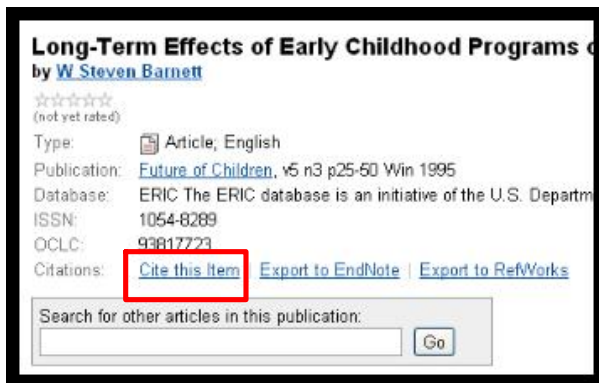 Long-Term Effects of Early Childhood Programs
by W Steven Barnett
(not yet rated)
Type: Article; English
Publication: Future of Children, v5 n3 p25-50 Win 1995
Database: ERIC The ERIC database is an initiative of the U.S. Departm
ISSN: 1054-8289
OCLC: 93817723
Citations: Cite this Item | Export to EndNote | Export to RefWorks
Search for other articles in this publication:
Go